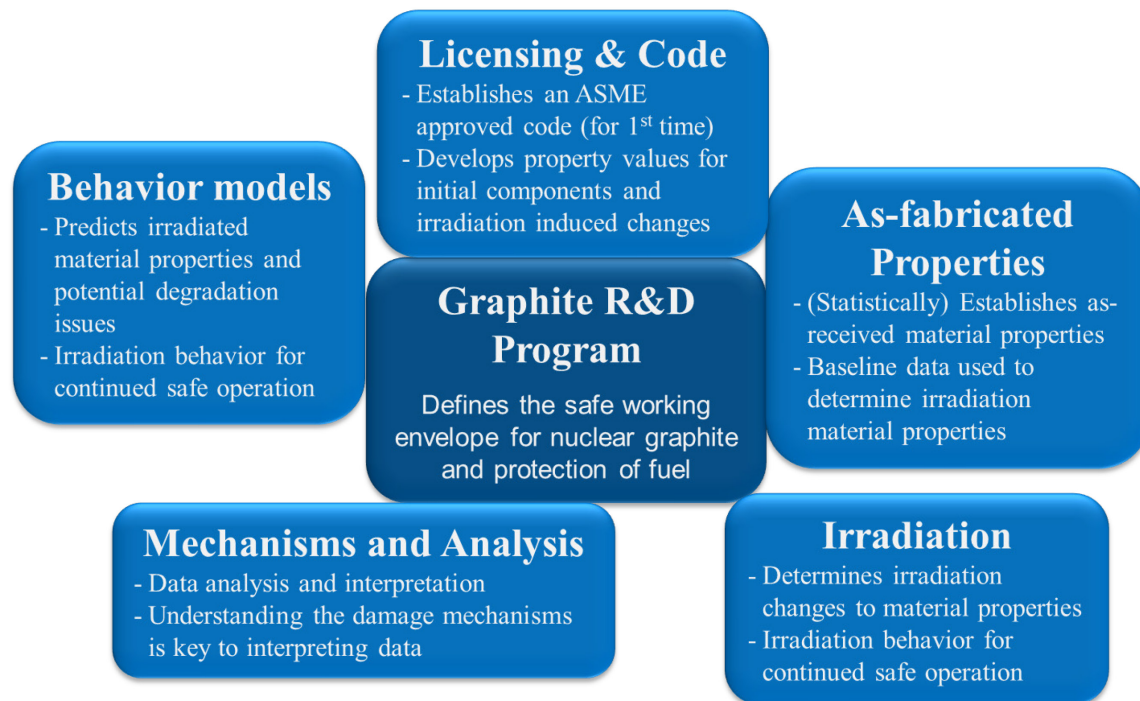 Licensing & Code
- Establishes an ASME
approved code (for 1st time)
- Develops property values for
initial components and
irradiation induced changes
Behavior models
- Predicts irradiated
material properties and
potential degradation
issues
- Irradiation behavior for
continued safe operation
As-fabricated
Properties
- (Statistically) Establishes as-
received material properties
- Baseline data used to
determine irradiation
material properties
Graphite R&D
Program
Defines the safe working
envelope for nuclear graphite
and protection of fuel
Mechanisms and Analysis
- Data analysis and interpretation
- Understanding the damage mechanisms
is key to interpreting data
Irradiation
- Determines irradiation
changes to material properties
- Irradiation behavior for
continued safe operation